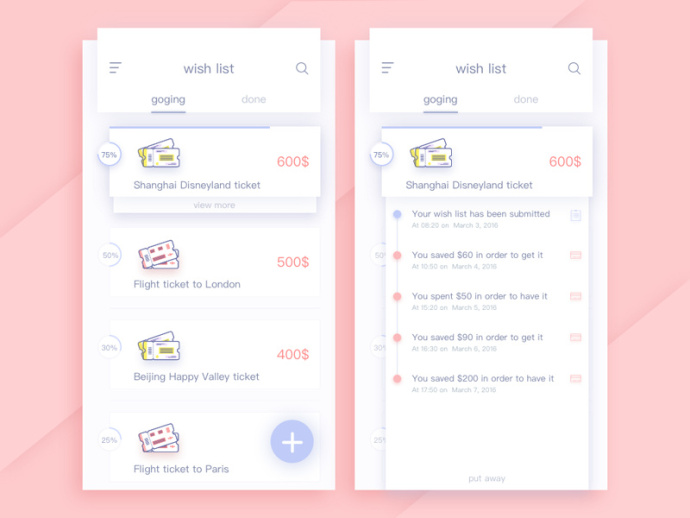 wish list
goging
done
75%
600$
Shanghai Disneyland ticket
view more
50%
500$
Flight ticket to London
30%
400$
Beijing Happy Valley ticket
25%
Flight ticket to Paris
wish list
goging
done
75%
600$
Shanghai Disneyland ticket
Your wish list has been submitted
At 08:20 on March 3, 2016
You saved $60 in order to get it
At 10:50 on March 4, 2016
50%
You spent $50 in order to have it
At 15:20 on March 5, 2016
You saved $90 in order to get it
At 16:30 on March 6, 2016
30%
You saved $200 in order to have it
At 17:50 on March 7, 2016
25%
put away